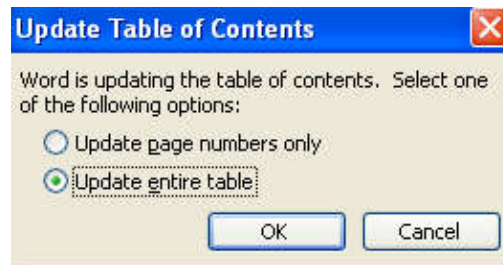 Update Table of Contents
Word is updating the table of contents. Select one
of the following options:
Update page numbers only
Update entire table
OK Cancel